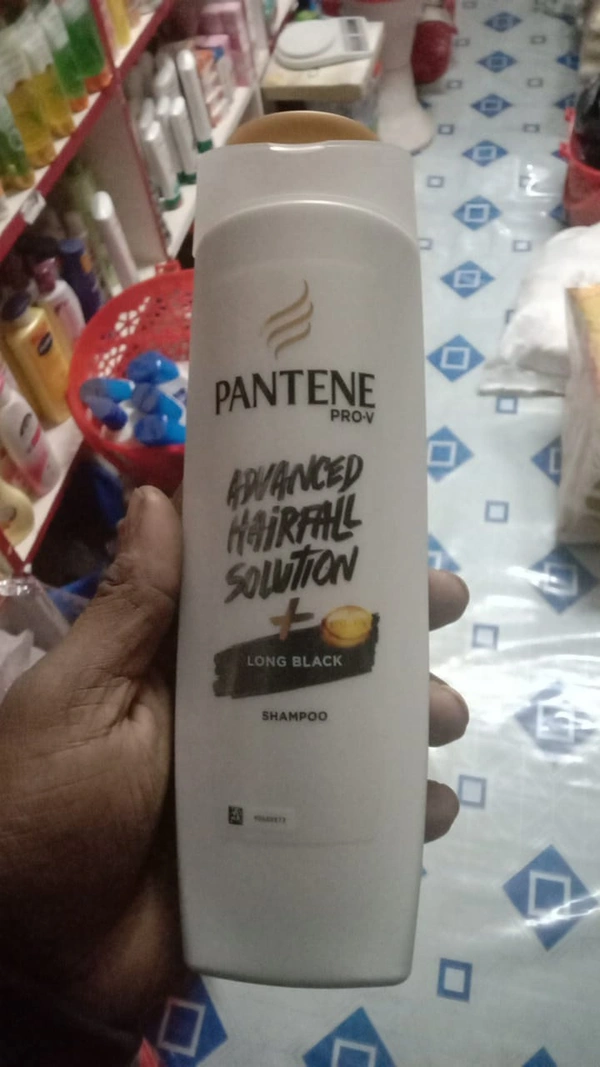 PANTENE
PRO-V
ADVANCED
HAIRFALL
SOLUTION
+
LONG BLACK
SHAMPOO